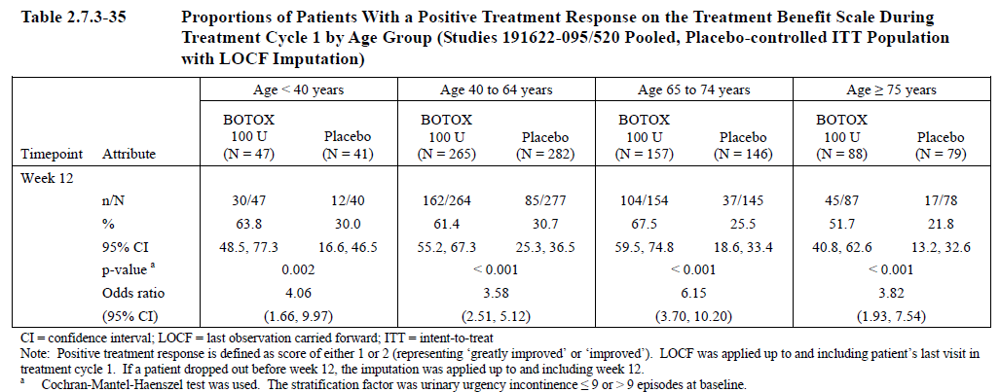 Table 2.7.3-35 Proportions of Patients With a Positive Treatment Response on the Treatment Benefit Scale During
Treatment Cycle 1 by Age Group (Studies 191622-095/520 Pooled, Placebo-controlled ITT Population
with LOCF Imputation)
Age < 40 years Age 40 to 64 years Age 65 to 74 years Age ≥ 75 years
BOTOX BOTOX BOTOX BOTOX
100 U Placebo 100 U Placebo 100 U Placebo 100 U Placebo
Timepoint Attribute (N = 47) (N = 41) (N = 265) (N = 282) (N = 157) (N = 146) (N = 88) (N = 79)
Week 12
n/N 30/47 12/40 162/264 85/277 104/154 37/145 45/87 17/78
% 63.8 30.0 61.4 30.7 67.5 25.5 51.7 21.8
95% CI 48.5, 77.3 16.6, 46.5 55.2, 67.3 25.3, 36.5 59.5, 74.8 18.6, 33.4 40.8, 62.6 13.2, 32.6
p-value a 0.002 < 0.001 < 0.001 < 0.001
Odds ratio 4.06 3.58 6.15 3.82
(95% CI) (1.66, 9.97) (2.51, 5.12) (3.70, 10.20) (1.93, 7.54)
CI = confidence interval; LOCF = last observation carried forward; ITT = intent-to-treat
Note: Positive treatment response is defined as score of either 1 or 2 (representing ‘greatly improved’ or ‘improved’). LOCF was applied up to and including patient’s last visit in
treatment cycle 1. If a patient dropped out before week 12, the imputation was applied up to and including week 12.
a Cochran-Mantel-Haenszel test was used. The stratification factor was urinary urgency incontinence ≤ 9 or > 9 episodes at baseline.